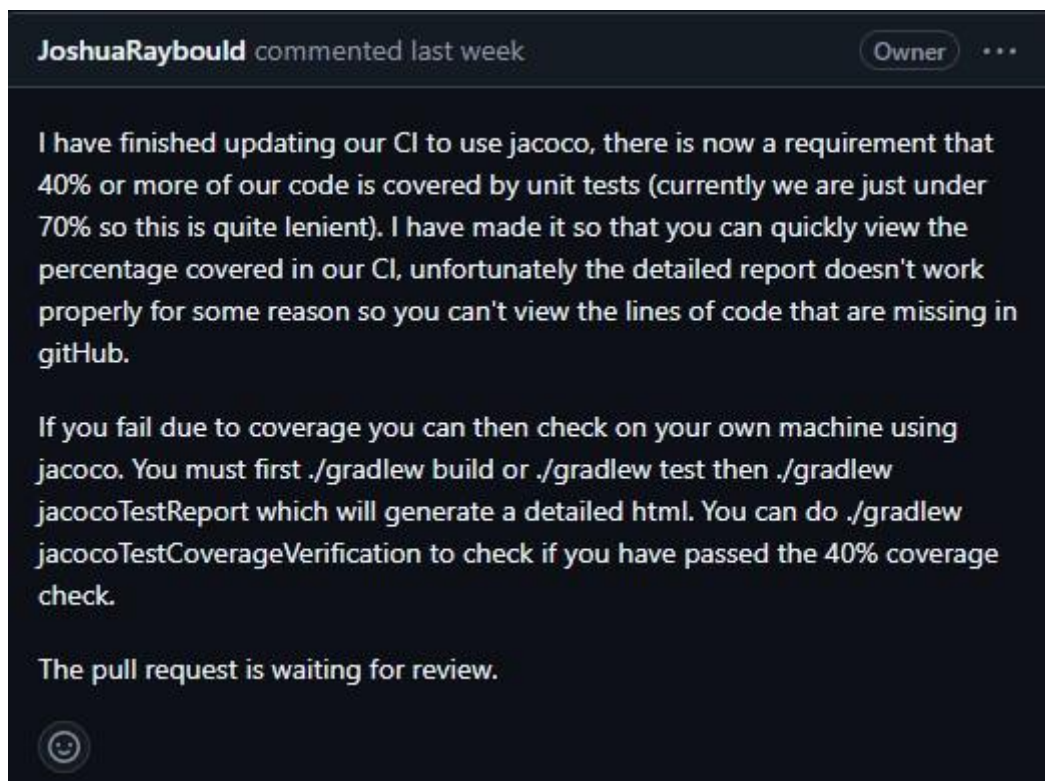 JoshuaRaybould commented last week Owner ...
I have finished updating our CI to use jacoco, there is now a requirement that
40% or more of our code is covered by unit tests (currently we are just under
70% so this is quite lenient). I have made it so that you can quickly view the
percentage covered in our CI, unfortunately the detailed report doesn't work
properly for some reason so you can't view the lines of code that are missing in
gitHub.
If you fail due to coverage you can then check on your own machine using
jacoco. You must first ./gradlew build or ./gradlew test then ./gradlew
jacocoTestReport which will generate a detailed html. You can do ./gradlew
jacocoTestCoverageVerification to check if you have passed the 40% coverage
check.
The pull request is waiting for review.